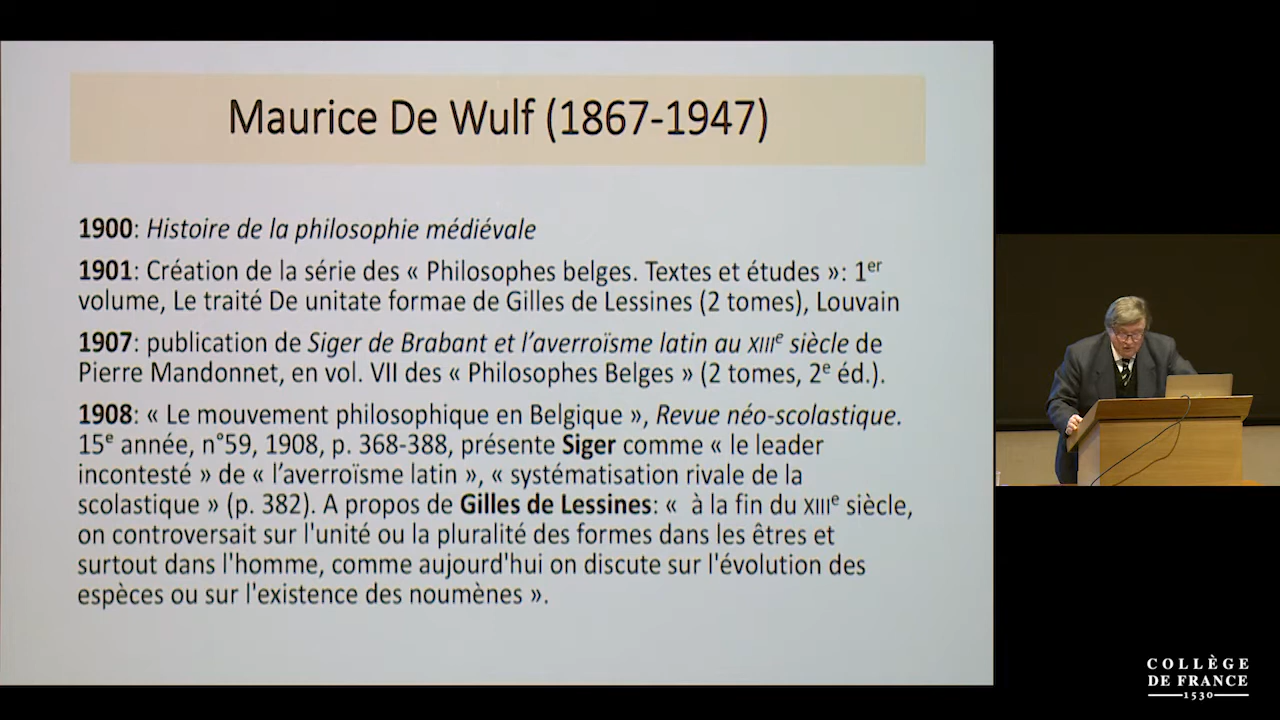 Maurice De Wulf (1867-1947)
1900: Histoire de la philosophie médiévale
1901: Création de la série des « Philosophes belges. Textes et études »: 1er
volume, Le traité De unitate formae de Gilles de Lessines (2 tomes), Louvain
1907: publication de Siger de Brabant et l’averroïsme latin au XIIIe siècle de
Pierre Mandonnet, en vol. VII des « Philosophes Belges » (2 tomes, 2e éd.).
1908: « Le mouvement philosophique en Belgique », Revue néo-scolastique.
15e année, n°59, 1908, p. 368-388, présente Siger comme « le leader
incontesté » de « l’averroïsme latin », « systématisation rivale de la
scolastique » (p. 382). A propos de Gilles de Lessines: « à la fin du XIIIe siècle,
on controversait sur l'unité ou la pluralité des formes dans les êtres et
surtout dans l'homme, comme aujourd'hui on discute sur l'évolution des
espèces ou sur l'existence des noumènes ».
COLLÈGE
DE FRANCE
1530